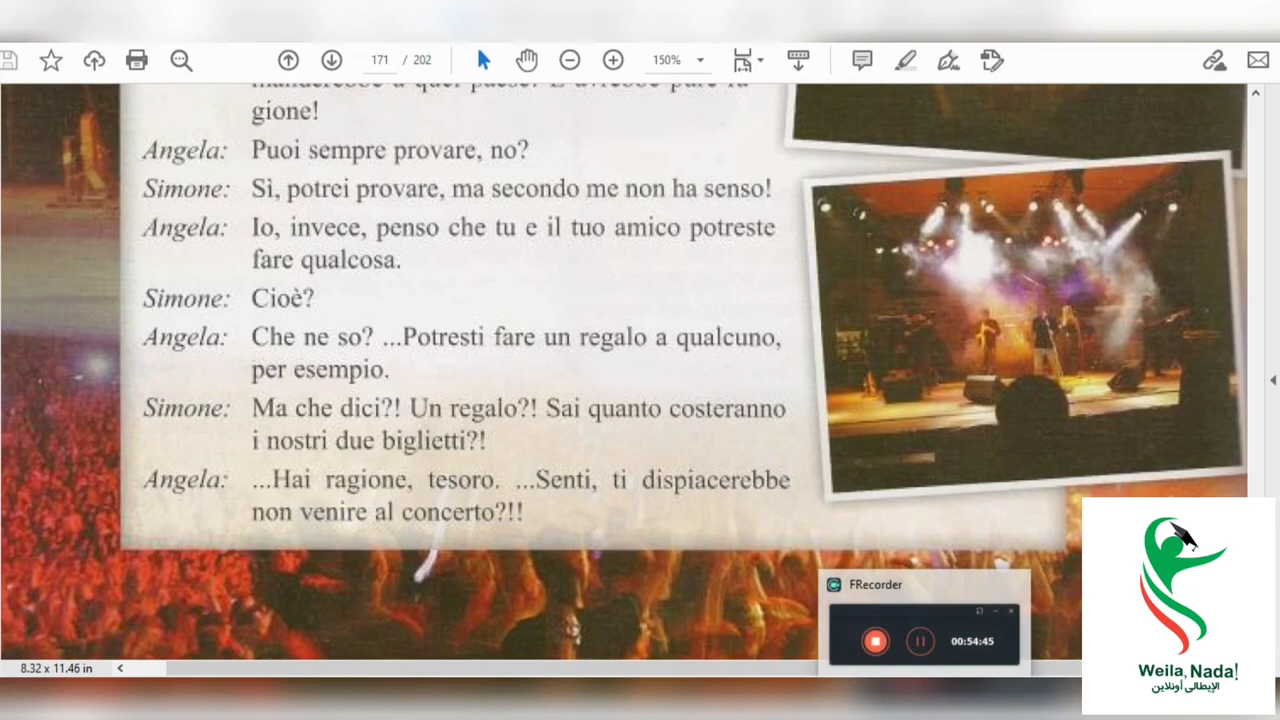 171 / 202
150%
gione!
Angela: Puoi sempre provare, no?
Simone: Sì, potrei provare, ma secondo me non ha senso!
Angela: Io, invece, penso che tu e il tuo amico potreste
fare qualcosa.
Simone: Cioè?
Angela: Che ne so? ...Potresti fare un regalo a qualcuno,
per esempio.
Simone: Ma che dici?! Un regalo?! Sai quanto costeranno
i nostri due biglietti?!
Angela: ...Hai ragione, tesoro. ...Senti, ti dispiacerebbe
non venire al concerto?!!
FRecorder
00:54:45
8.32 x 11.46 in
Weila, Nada!
الإيطالى أونلاين